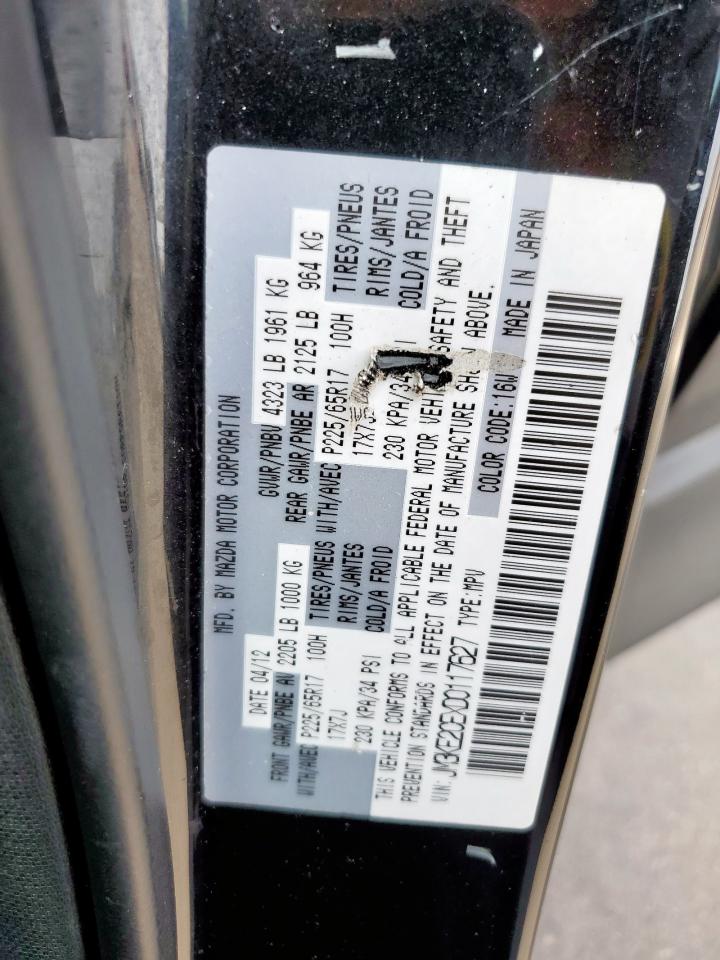 MFD. BY MAZDA MOTOR CORPORATION
DATE 04/12 GVWR/PNBV 4323 LB 1961 KG
FRONT GAWR/PNBE AV 2205 LB 1000 KG REAR GAWR/PNBE AR 2125 LB 964 KG
WITH/AVEC P225/65R17 100H TIRES/PNEUS WITH/AVEC P225/65R17 100H TIRES/PNEUS
17X7J RIMS/JANTES 17X7J RIMS/JANTES
230 KPA/34 PSI COLD/A FROID 230 KPA/34 COLD/A FROID
THIS VEHICLE CONFORMS TO ALL APPLICABLE FEDERAL MOTOR VEHI SAFETY AND THEFT
PREVENTION STANDARDS IN EFFECT ON THE DATE OF MANUFACTURE SH N ABOVE.
VIN: JM3KE2CEXD0117627 TYPE:MPV COLOR CODE:16W MADE IN JAPAN